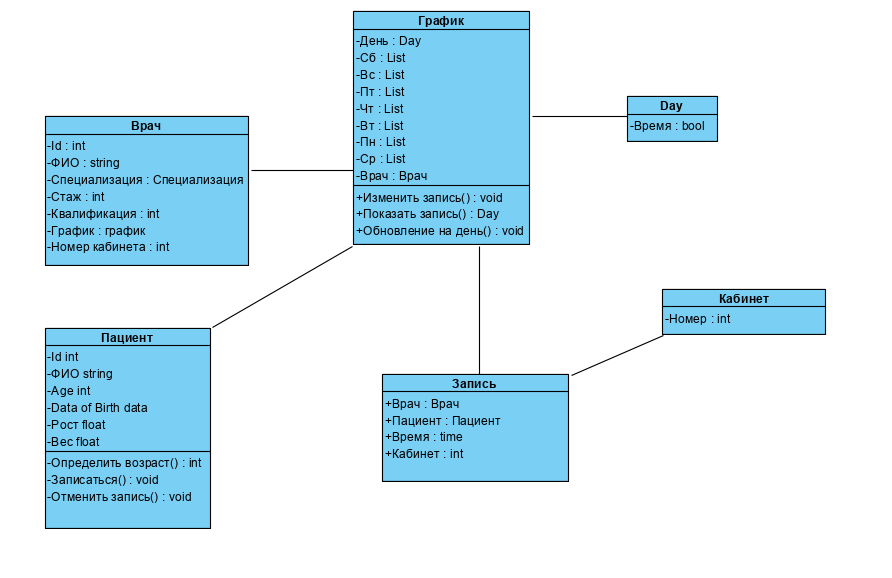 График
-День : Day
-Сб : List
-Вс : List
-Пт : List
-Чт : List
-Вт : List
-Пн : List
-Ср : List
-Врач : Врач
+Изменить запись() : void
+Показать запись() : Day
+Обновление на день() : void
Day
-Время : bool
Врач
-Id : int
-ФИО : string
-Специализация : Специализация
-Стаж : int
-Квалификация : int
-График : график
-Номер кабинета : int
Кабинет
-Номер : int
Пациент
-Id int
-ФИО string
-Age int
-Data of Birth data
-Рост float
-Вес float
-Определить возраст() : int
-Записаться() : void
-Отменить запись() : void
Запись
+Врач : Врач
+Пациент : Пациент
+Время : time
+Кабинет : int